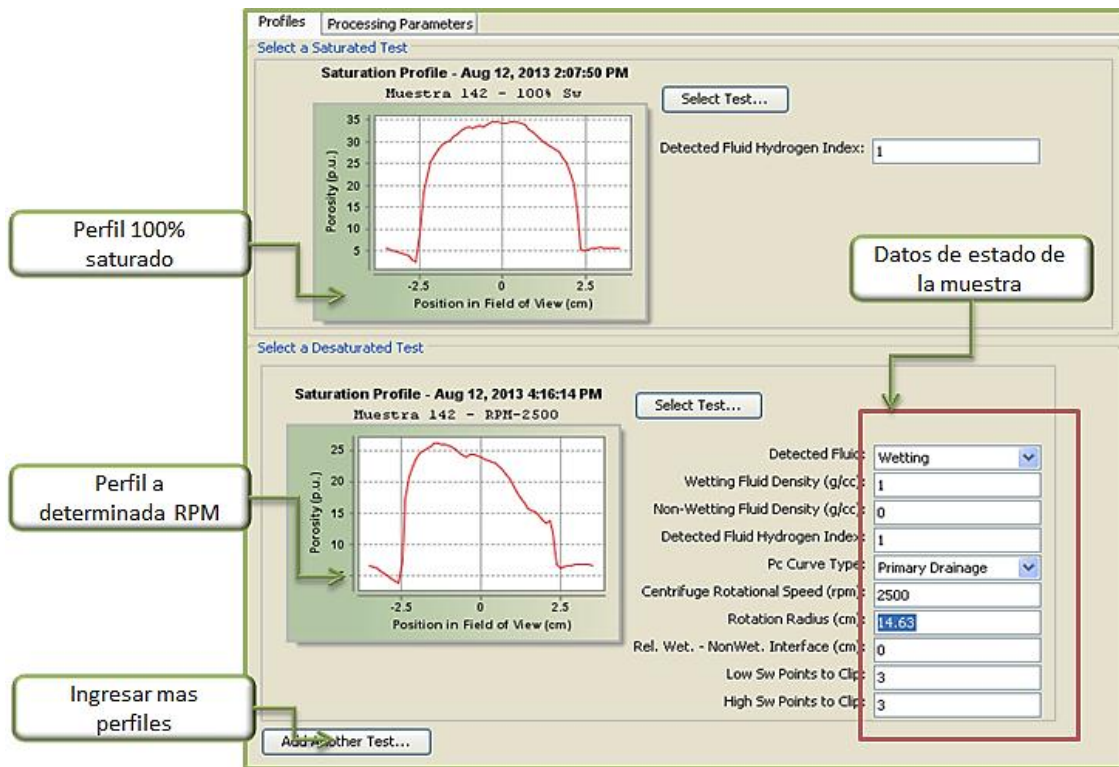 Profiles
Processing Parameters
Select a Saturated Test
Saturation Profile - Aug 12, 2013 2:07:50 PM
Muestra 142 - 100% Sw
Select Test...
Detected Fluid Hydrogen Index:
1
Porosity (p.u.)
35
30
25
20
15
10
5
-2.5
0
2.5
Position in Field of View (cm)
Perfil 100%
saturado
Datos de estado de
la muestra
Select a Desaturated Test
Saturation Profile - Aug 12, 2013 4:16:14 PM
Muestra 142 - RPM-2500
Select Test...
Porosity (p.u.)
25
20
15
10
-2.5
0
2.5
Position in Field of View (cm)
Perfil a
determinada RPM
Detected Fluid:
Wetting
Wetting Fluid Density (g/cc):
1
Non-Wetting Fluid Density (g/cc):
0
Detected Fluid Hydrogen Index:
1
Pc Curve Type:
Primary Drainage
Centrifuge Rotational Speed (rpm):
2500
Rotation Radius (cm):
14.63
Rel. Wet. - NonWet. Interface (cm):
0
Low Sw Points to Clip:
3
High Sw Points to Clip:
3
Ingresar mas
perfiles
Add Another Test...